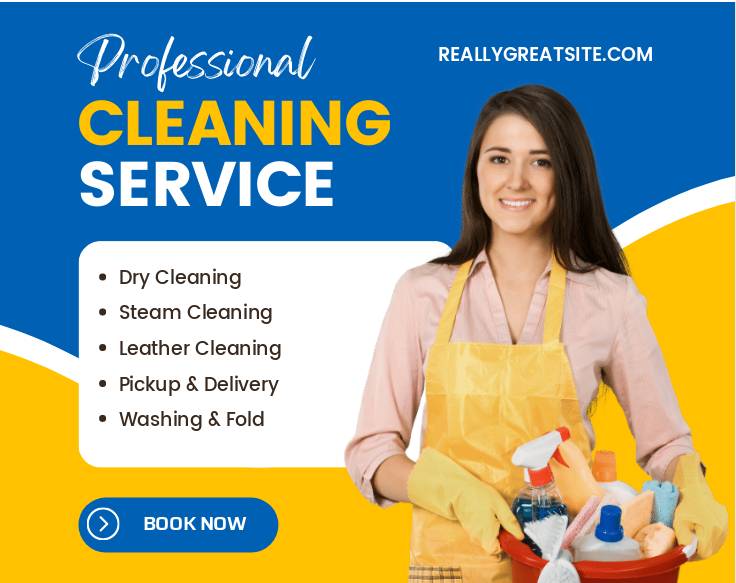 Professional
CLEANING
SERVICE
REALLYGREATSITE.COM
• Dry Cleaning
• Steam Cleaning
• Leather Cleaning
• Pickup & Delivery
• Washing & Fold
BOOK NOW